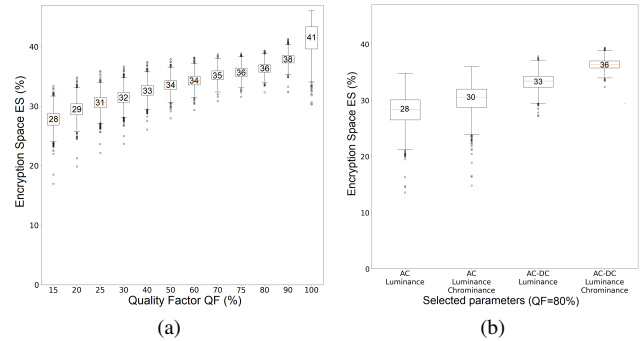 Encryption Space ES (%)
40
30
20
10
0
28
29
31
32
33
34
34
35
36
36
38
41
15 20 25 30 40 50 60 70 75 80 90 100
Quality Factor QF (%)
(a)
Encryption Space ES (%)
40
30
20
10
0
28
30
33
36
AC
Luminance
AC
Luminance
Chrominance
AC-DC
Luminance
AC-DC
Luminance
Chrominance
Selected parameters (QF=80%)
(b)